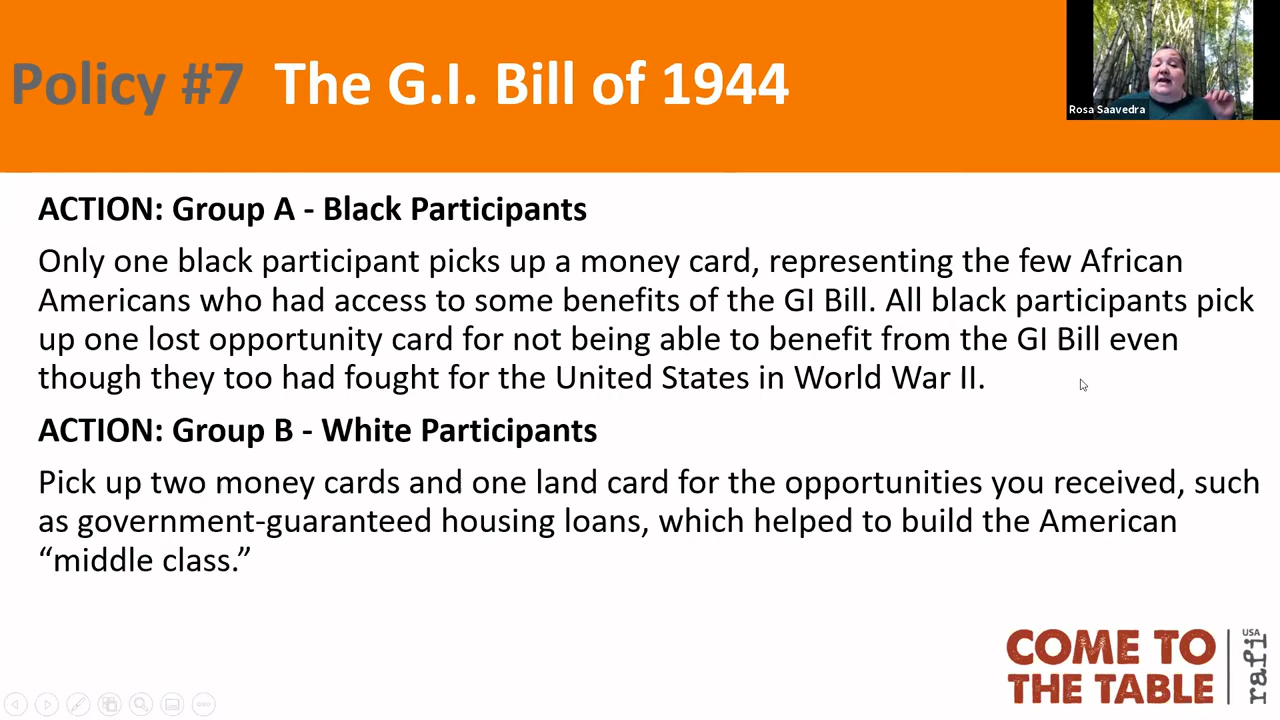 Policy #7 The G.I. Bill of 1944
Rosa Saavedra
ACTION: Group A - Black Participants
Only one black participant picks up a money card, representing the few African
Americans who had access to some benefits of the GI Bill. All black participants pick
up one lost opportunity card for not being able to benefit from the GI Bill even
though they too had fought for the United States in World War II.
ACTION: Group B - White Participants
Pick up two money cards and one land card for the opportunities you received, such
as government-guaranteed housing loans, which helped to build the American
“middle class.”
COME TO
THE TABLE
rafi
USA